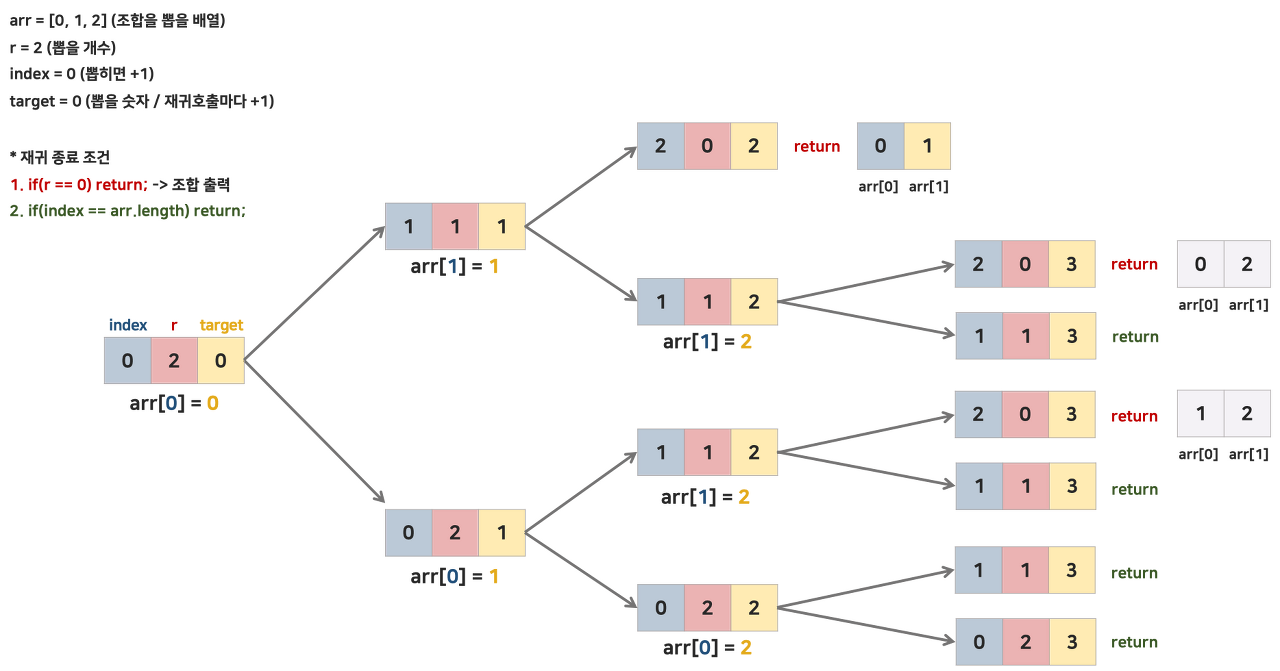 arr = [0, 1, 2] (조합을 뽑을 배열)
r = 2 (뽑을 개수)
index = 0 (뽑히면 +1)
target = 0 (뽑을 숫자 / 재귀호출마다 +1)
* 재귀 종료 조건
1. if(r == 0) return; -> 조합 출력
2. if(index == arr.length) return;
index r target
0 2 0
arr[0] = 0
1 1 1
arr[1] = 1
0 2 1
arr[0] = 1
2 0 2 return 0 1
arr[0] arr[1]
1 1 2
arr[1] = 2
2 0 3 return 0 2
arr[0] arr[1]
1 1 3 return
1 1 2
arr[1] = 2
2 0 3 return 1 2
arr[0] arr[1]
1 1 3 return
0 2 2
arr[0] = 2
1 1 3 return
0 2 3 return